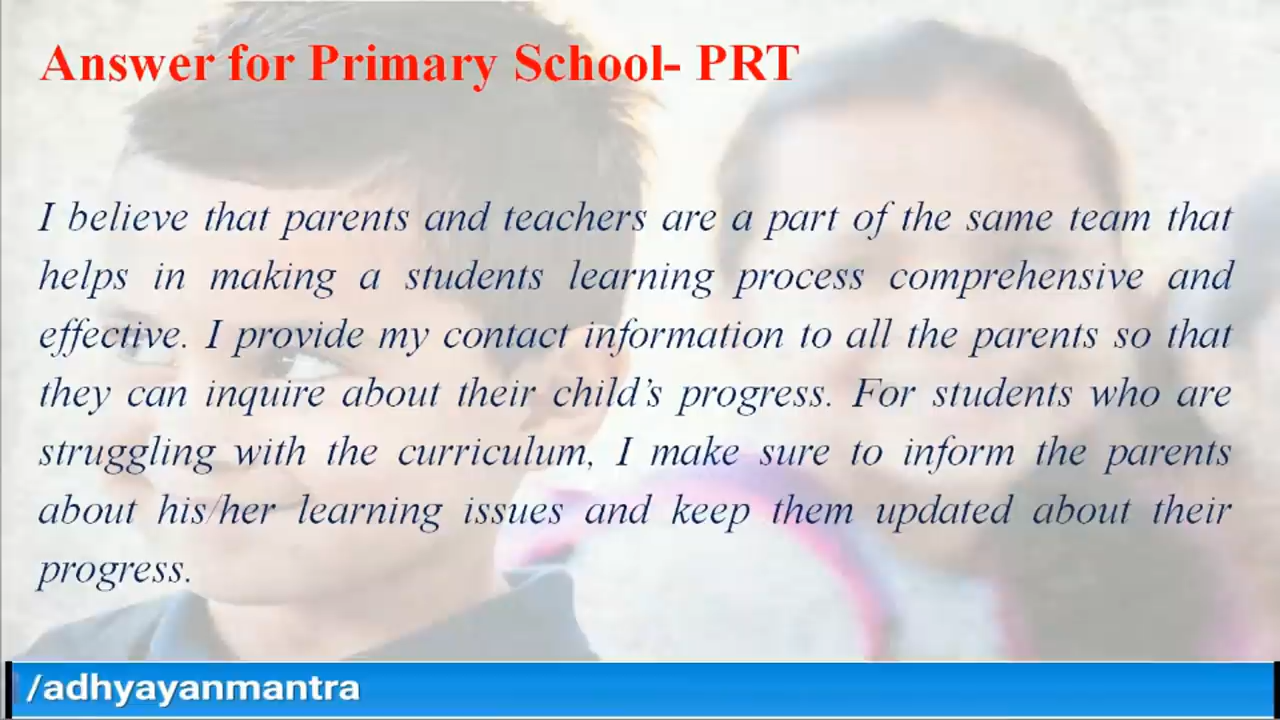 Answer for Primary School- PRT
I believe that parents and teachers are a part of the same team that
helps in making a students learning process comprehensive and
effective. I provide my contact information to all the parents so that
they can inquire about their child’s progress. For students who are
struggling with the curriculum, I make sure to inform the parents
about his/her learning issues and keep them updated about their
progress.
/adhyayanmantra